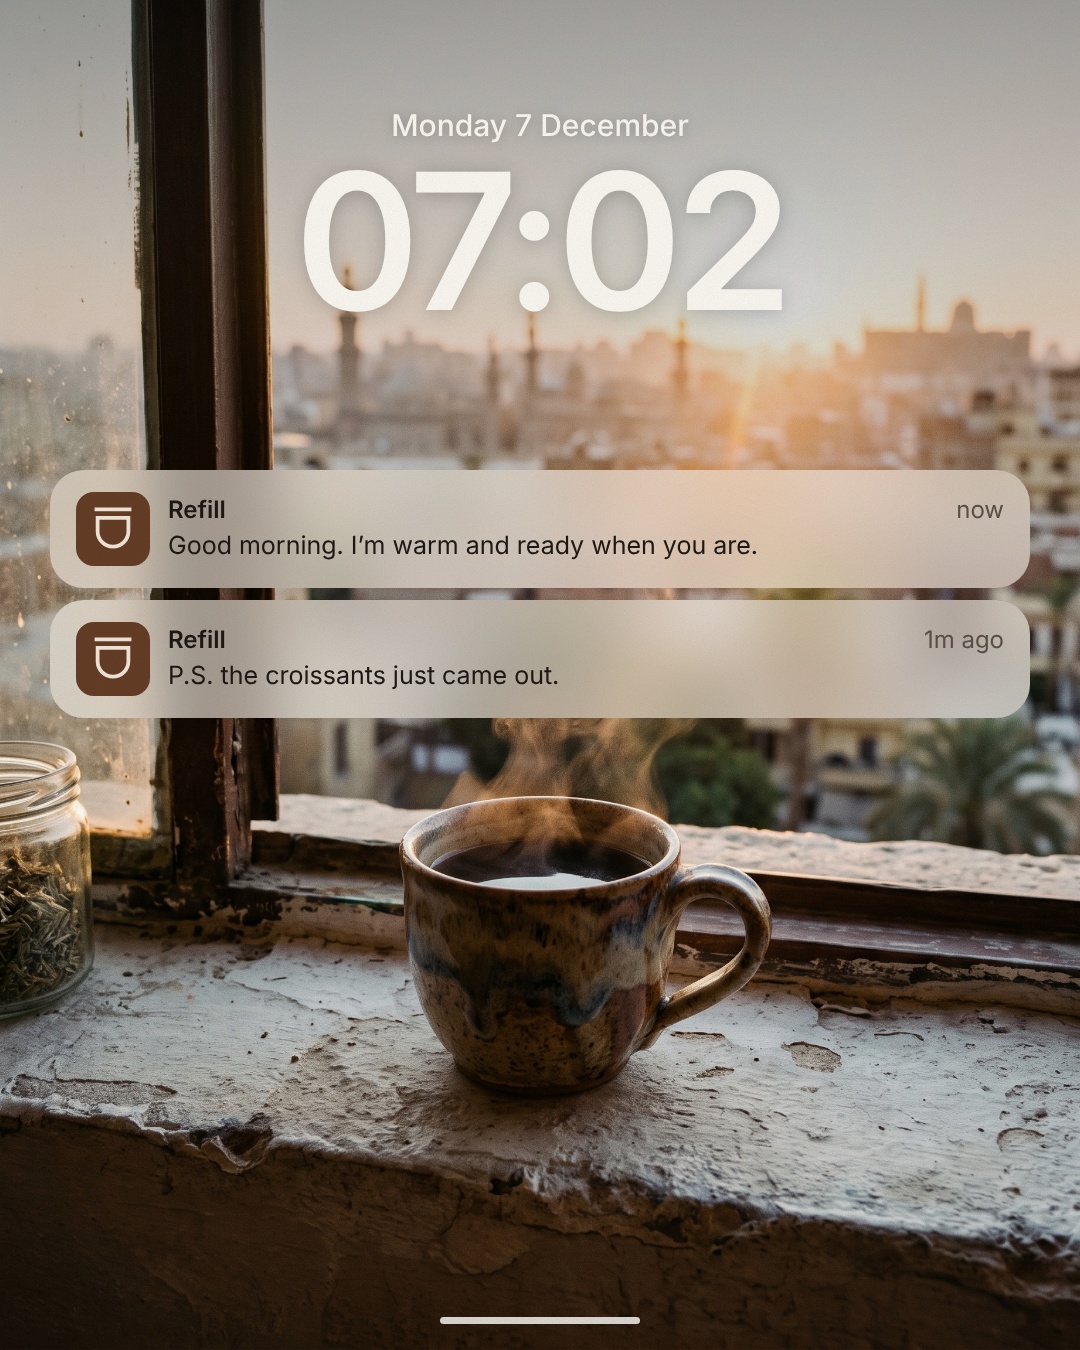 Monday 7 December
07:02
Refill
now
Good morning. I’m warm and ready when you are.
Refill
1m ago
P.S. the croissants just came out.